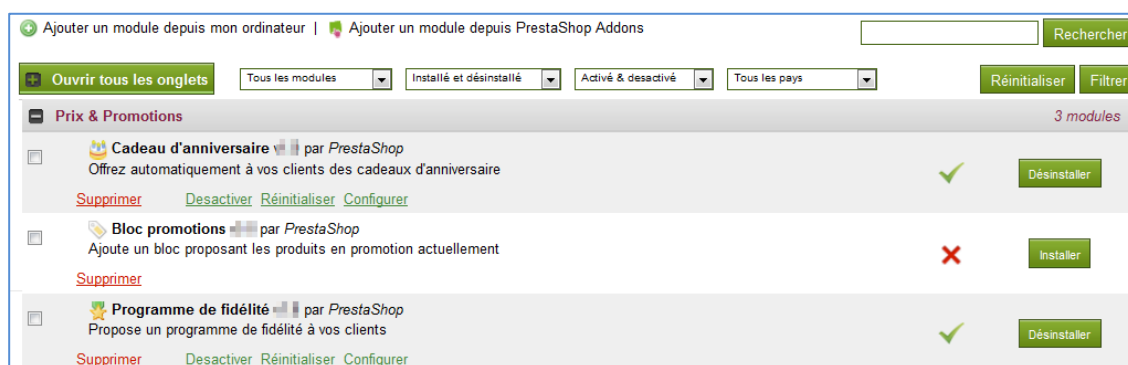 Ajouter un module depuis mon ordinateur | Ajouter un module depuis PrestaShop Addons
Rechercher
Ouvrir tous les onglets Tous les modules Installé et désinstallé Activé & desactivé Tous les pays Réinitialiser Filtrer
Prix & Promotions 3 modules
Cadeau d'anniversaire par PrestaShop
Offrez automatiquement à vos clients des cadeaux d'anniversaire
Désinstaller
Supprimer Desactiver Réinitialiser Configurer
Bloc promotions par PrestaShop
Ajoute un bloc proposant les produits en promotion actuellement
Installer
Supprimer
Programme de fidélité par PrestaShop
Propose un programme de fidélité à vos clients
Désinstaller
Supprimer Desactiver Réinitialiser Configurer